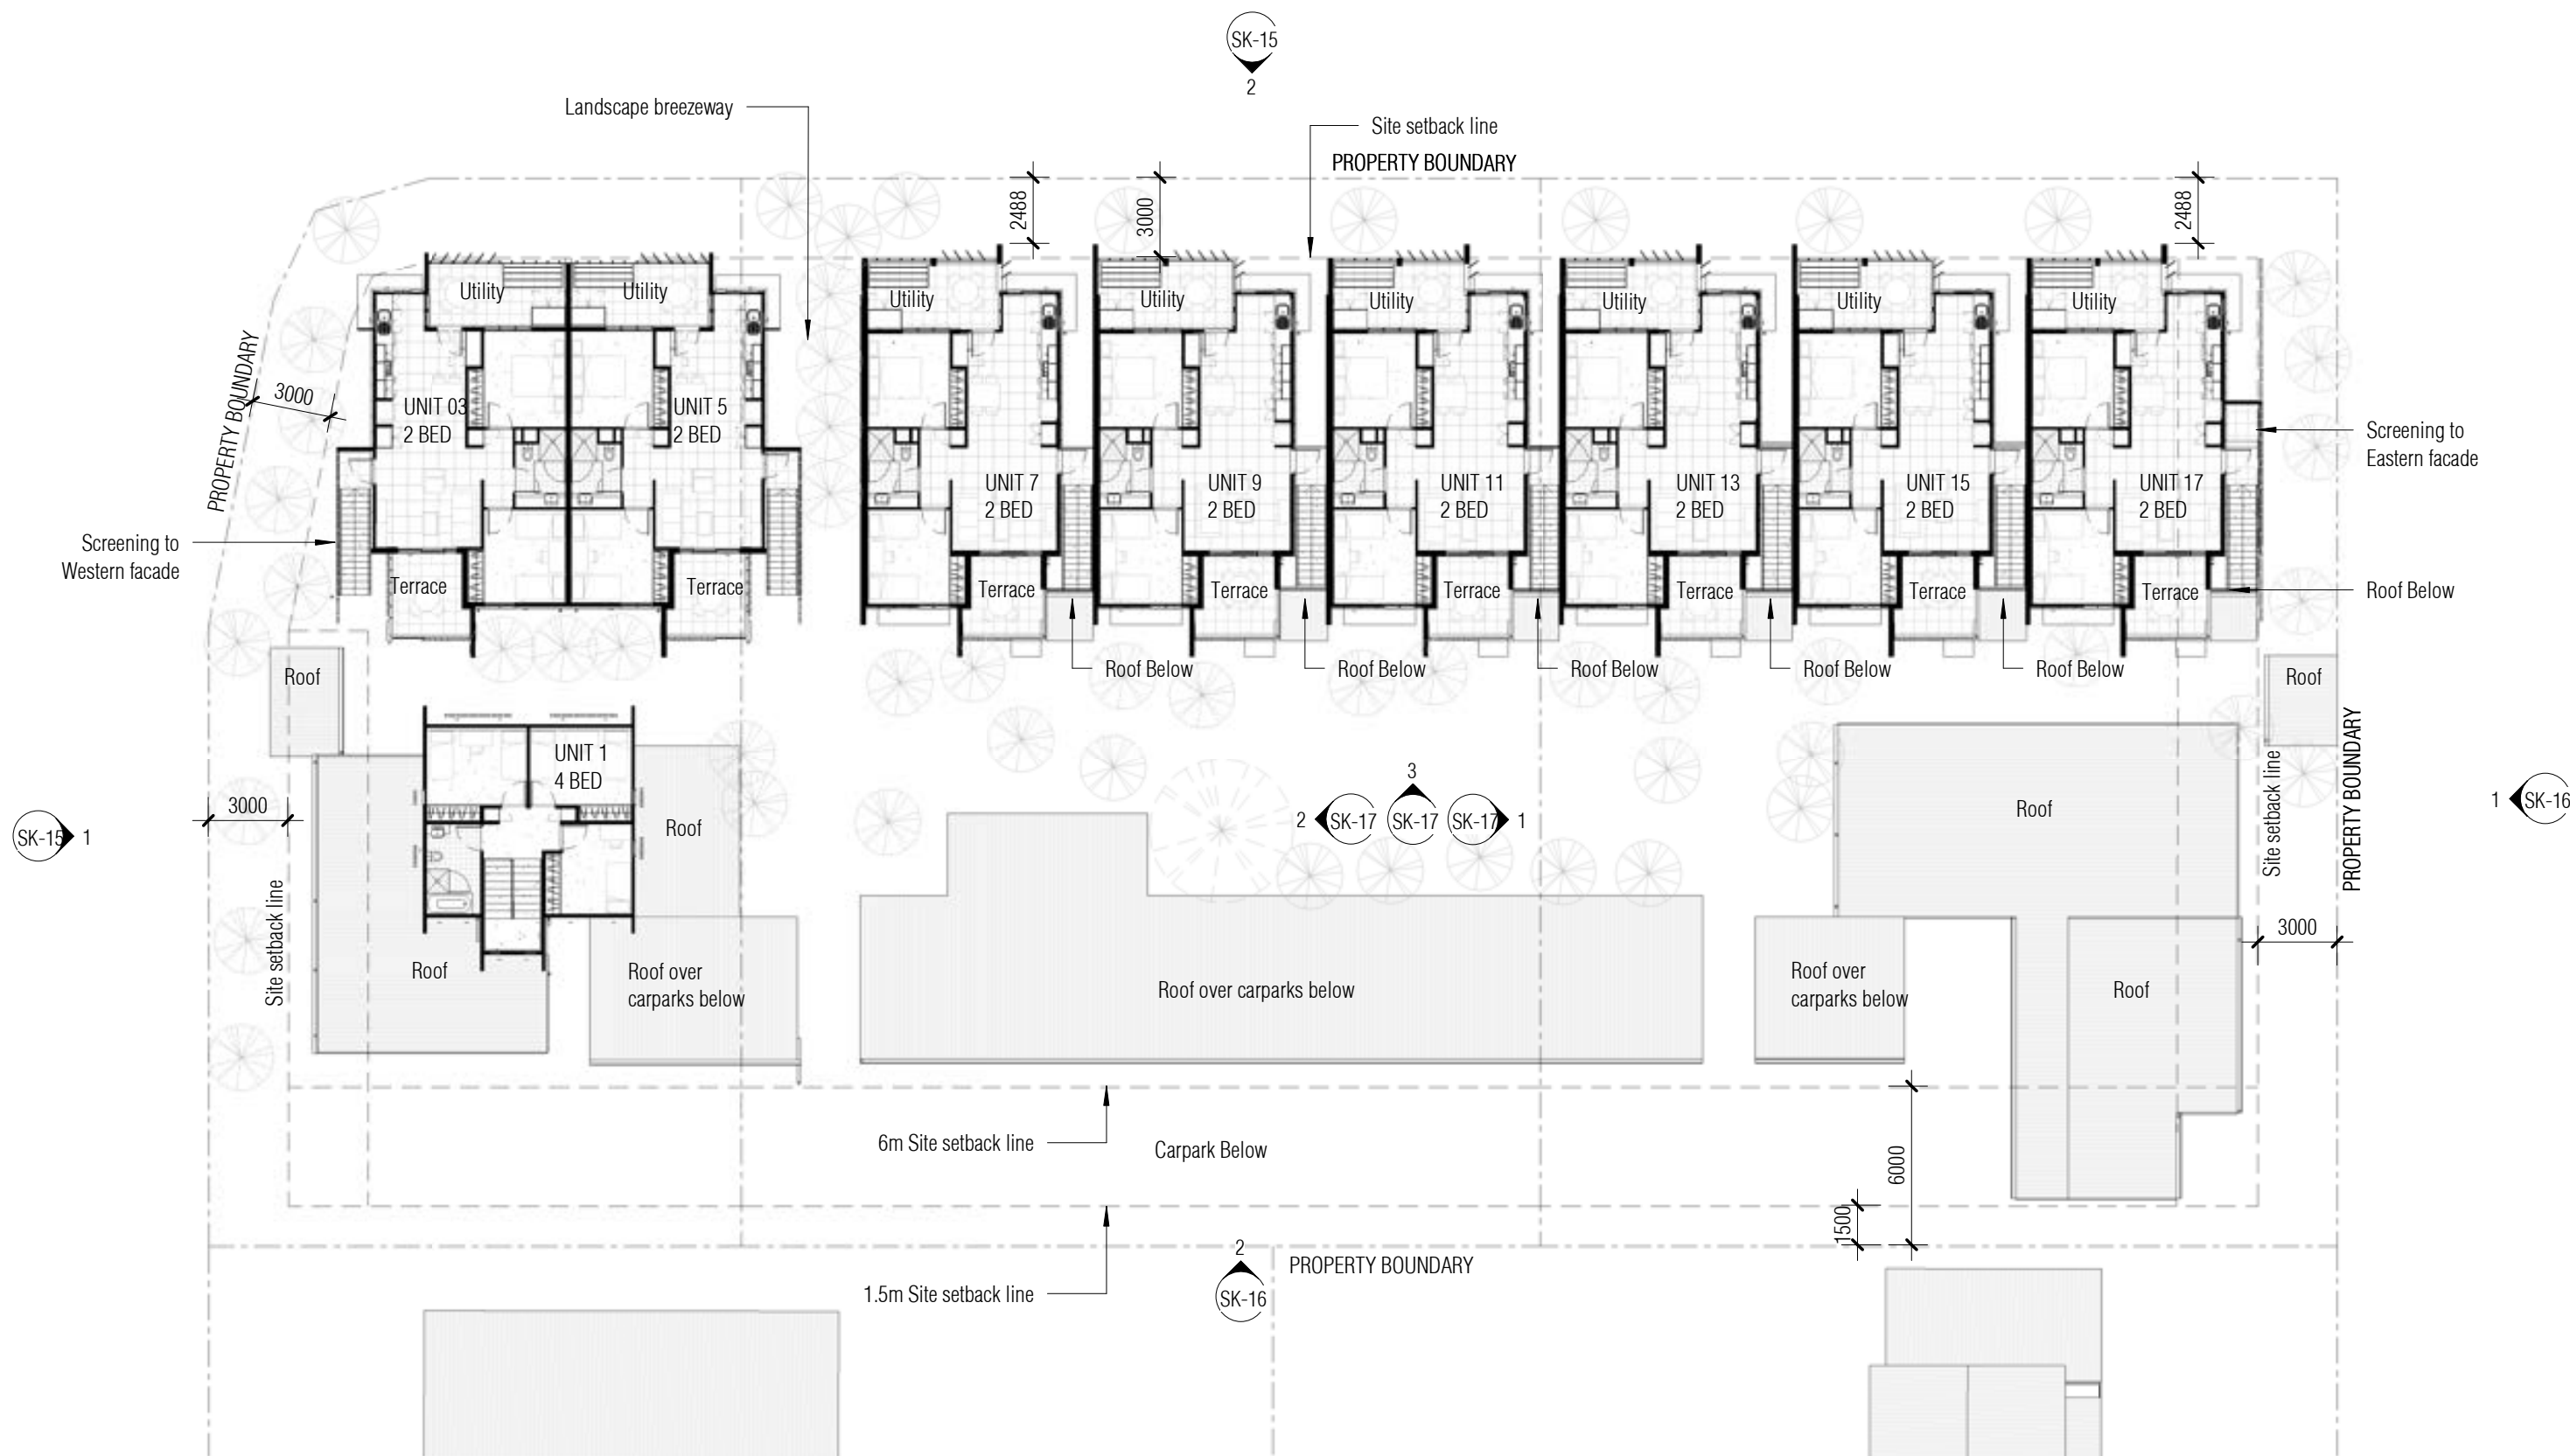 SK-15
2
Landscape breezeway
Site setback line
PROPERTY BOUNDARY
2488
3000
2488
Utility
Utility
Utility
Utility
Utility
Utility
Utility
Utility
PROPERTY BOUNDARY
3000
UNIT 03
2 BED
UNIT 5
2 BED
Screening to
Eastern facade
UNIT 7
2 BED
UNIT 9
2 BED
UNIT 11
2 BED
UNIT 13
2 BED
UNIT 15
2 BED
UNIT 17
2 BED
Screening to
Western facade
Terrace
Terrace
Terrace
Terrace
Terrace
Terrace
Terrace
Terrace
Roof Below
Roof Below
Roof Below
Roof Below
Roof Below
Roof Below
Roof
Roof
UNIT 1
4 BED
PROPERTY BOUNDARY
Site setback line
3
2 SK-17
SK-17
SK-17 1
1 SK-16
3000
SK-15 1
Roof
Roof
Site setback line
3000
Roof
Roof over
carparks below
Roof over carparks below
Roof over
carparks below
Roof
6m Site setback line
Carpark Below
6000
1500
2
SK-16
PROPERTY BOUNDARY
1.5m Site setback line